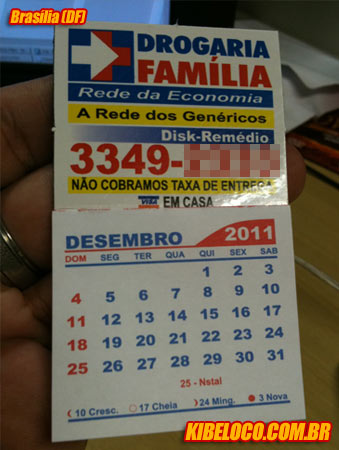 Brasília (DF)
DROGARIA
FAMÍLIA
Rede da Economia
A Rede dos Genéricos
Disk-Remédio
3349-
NÃO COBRAMOS TAXA DE ENTREGA
VISA EM CASA
DESEMBRO 2011
DOM SEG TER QUA QUI SEX SAB
1 2 3
4 5 6 7 8 9 10
11 12 13 14 15 16 17
18 19 20 21 22 23 24
25 26 27 28 29 30 31
25 - Nstal
10 Cresc. 17 Cheia 24 Ming. 3 Nova
KIBELOCO.COM.BR